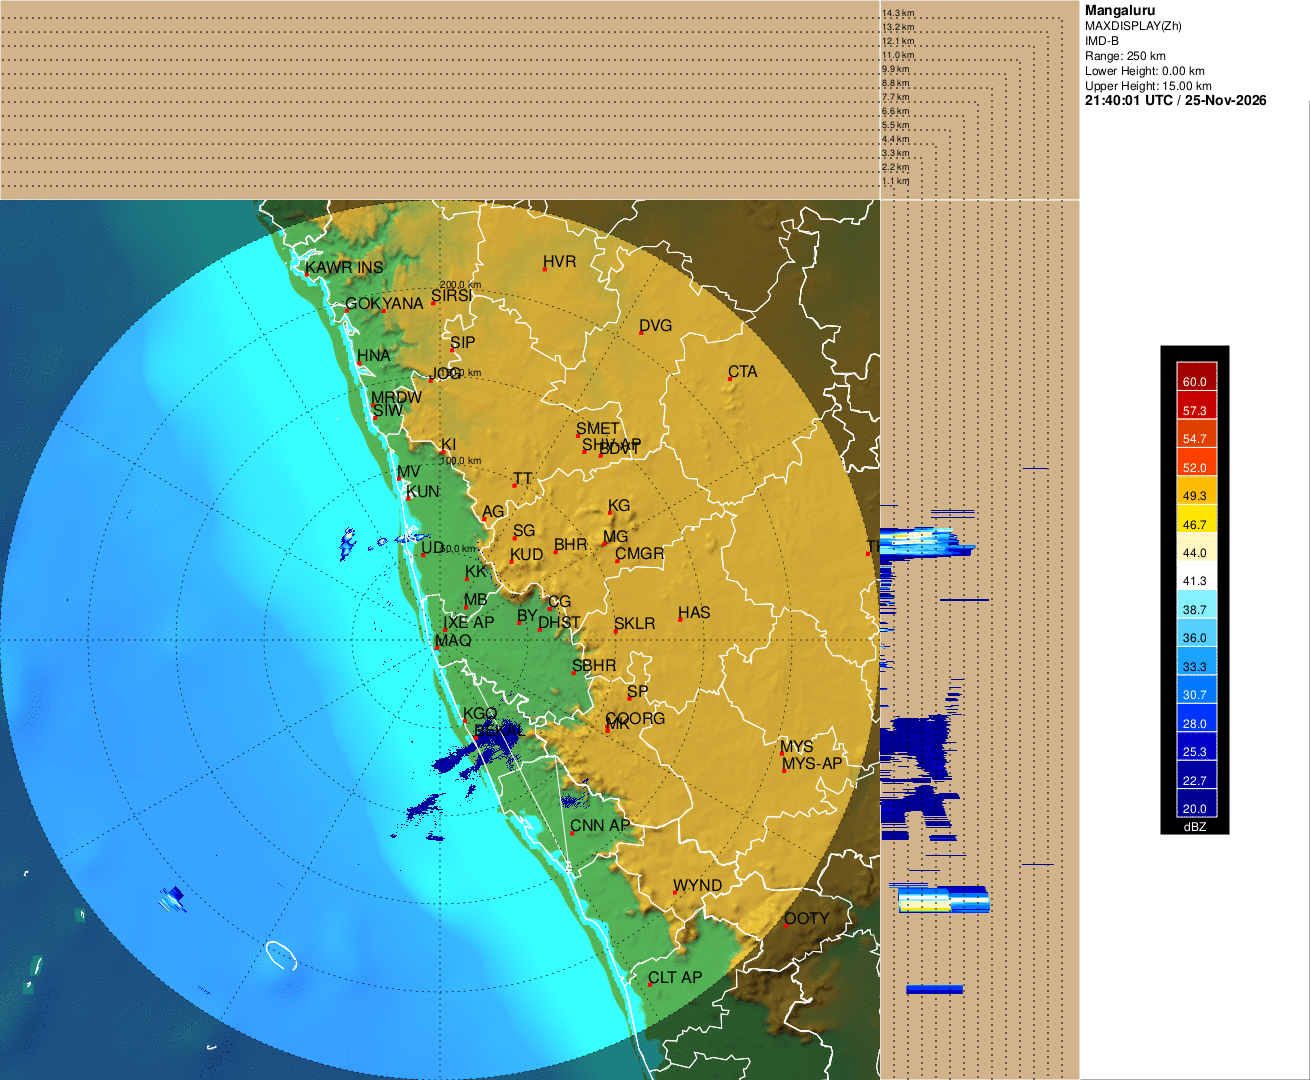 14.3 km
13.2 km
12.1 km
11.0 km
9.9 km
8.8 km
7.7 km
6.6 km
5.5 km
4.4 km
3.3 km
2.2 km
1.1 km
Mangaluru
MAXDISPLAY(Zh)
IMD-B
Range: 250 km
Lower Height: 0.00 km
Upper Height: 15.00 km
21:40:01 UTC / 25-Nov-2026
KAWR INS
HVR
200.0 km
SIRSI
GOKYANA
DVG
SIP
HNA
CTA
JOG
MRDW
SIW
SMET
SHV-AP
BDVT
KI
100.0 km
MV
TT
KUN
KG
AG
SG
MG
UD
50.0 km
BHR
KUD
CMGR
KK
MB
CG
HAS
IXE AP
BY
DHST
SKLR
MAQ
SBHR
SP
KGQ
COORG
MK
BEKAL
MYS
MYS-AP
CNN AP
WYND
OOTY
CLT AP
60.0
57.3
54.7
52.0
49.3
46.7
44.0
41.3
38.7
36.0
33.3
30.7
28.0
25.3
22.7
20.0
dBZ